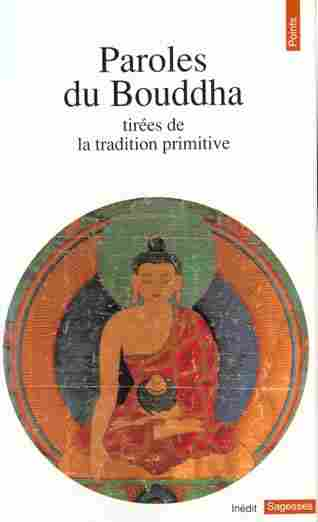 Points
Paroles
du Bouddha
tirées de
la tradition primitive
Inédit Sagesses